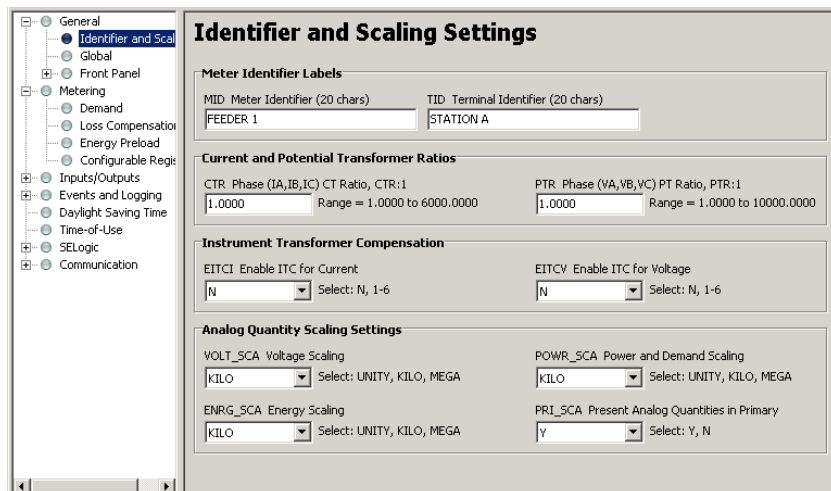 General
Identifier and Scal
Global
Front Panel
Metering
Demand
Loss Compensation
Energy Preload
Configurable Regis
Inputs/Outputs
Events and Logging
Daylight Saving Time
Time-of-Use
SELogic
Communication
Identifier and Scaling Settings
Meter Identifier Labels
MID Meter Identifier (20 chars)
FEEDER 1
TID Terminal Identifier (20 chars)
STATION A
Current and Potential Transformer Ratios
CTR Phase (IA,IB,IC) CT Ratio, CTR:1
1.0000 Range = 1.0000 to 6000.0000
PTR Phase (VA,VB,VC) PT Ratio, PTR:1
1.0000 Range = 1.0000 to 10000.0000
Instrument Transformer Compensation
EITCI Enable ITC for Current
N Select: N, 1-6
EITCV Enable ITC for Voltage
N Select: N, 1-6
Analog Quantity Scaling Settings
VOLT_SCA Voltage Scaling
KILO Select: UNITY, KILO, MEGA
POWR_SCA Power and Demand Scaling
KILO Select: UNITY, KILO, MEGA
ENRG_SCA Energy Scaling
KILO Select: UNITY, KILO, MEGA
PRI_SCA Present Analog Quantities in Primary
Y Select: Y, N